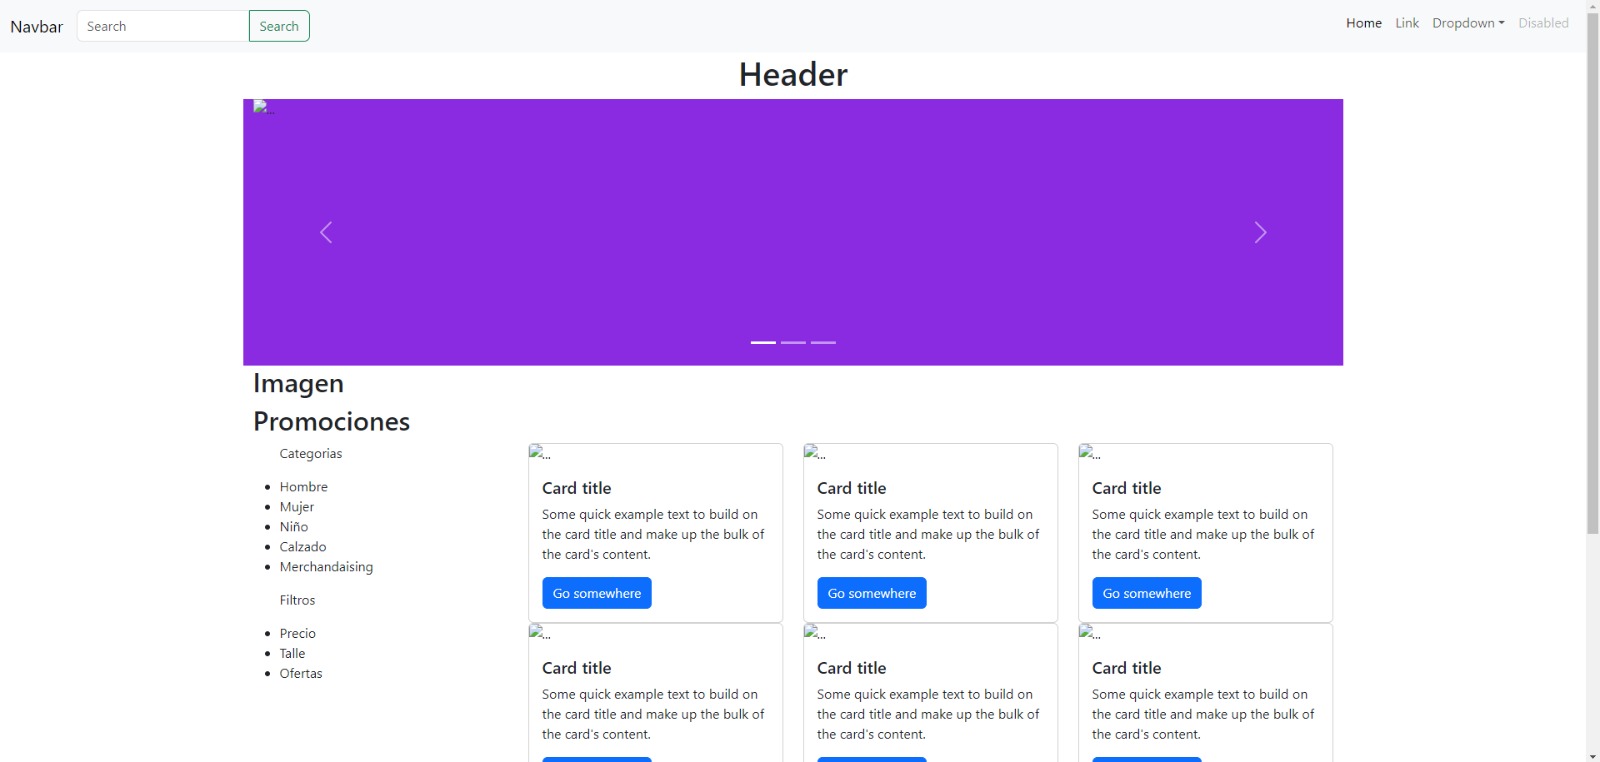 Navbar
Search
Search
Home Link Dropdown Disabled
Header
...
Imagen
Promociones
Categorias
Hombre
Mujer
Niño
Calzado
Merchandaising
Filtros
Precio
Talle
Ofertas
...
Card title
Some quick example text to build on
the card title and make up the bulk of
the card's content.
Go somewhere
...
Card title
Some quick example text to build on
the card title and make up the bulk of
the card's content.
Go somewhere
...
Card title
Some quick example text to build on
the card title and make up the bulk of
the card's content.
Go somewhere
...
Card title
Some quick example text to build on
the card title and make up the bulk of
the card's content.
...
Card title
Some quick example text to build on
the card title and make up the bulk of
the card's content.
...
Card title
Some quick example text to build on
the card title and make up the bulk of
the card's content.